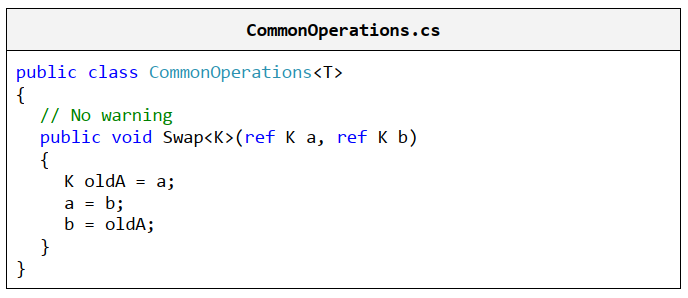 CommonOperations.cs
public class CommonOperations<T>
{
// No warning
public void Swap<K>(ref K a, ref K b)
{
K oldA = a;
a = b;
b = oldA;
}
}